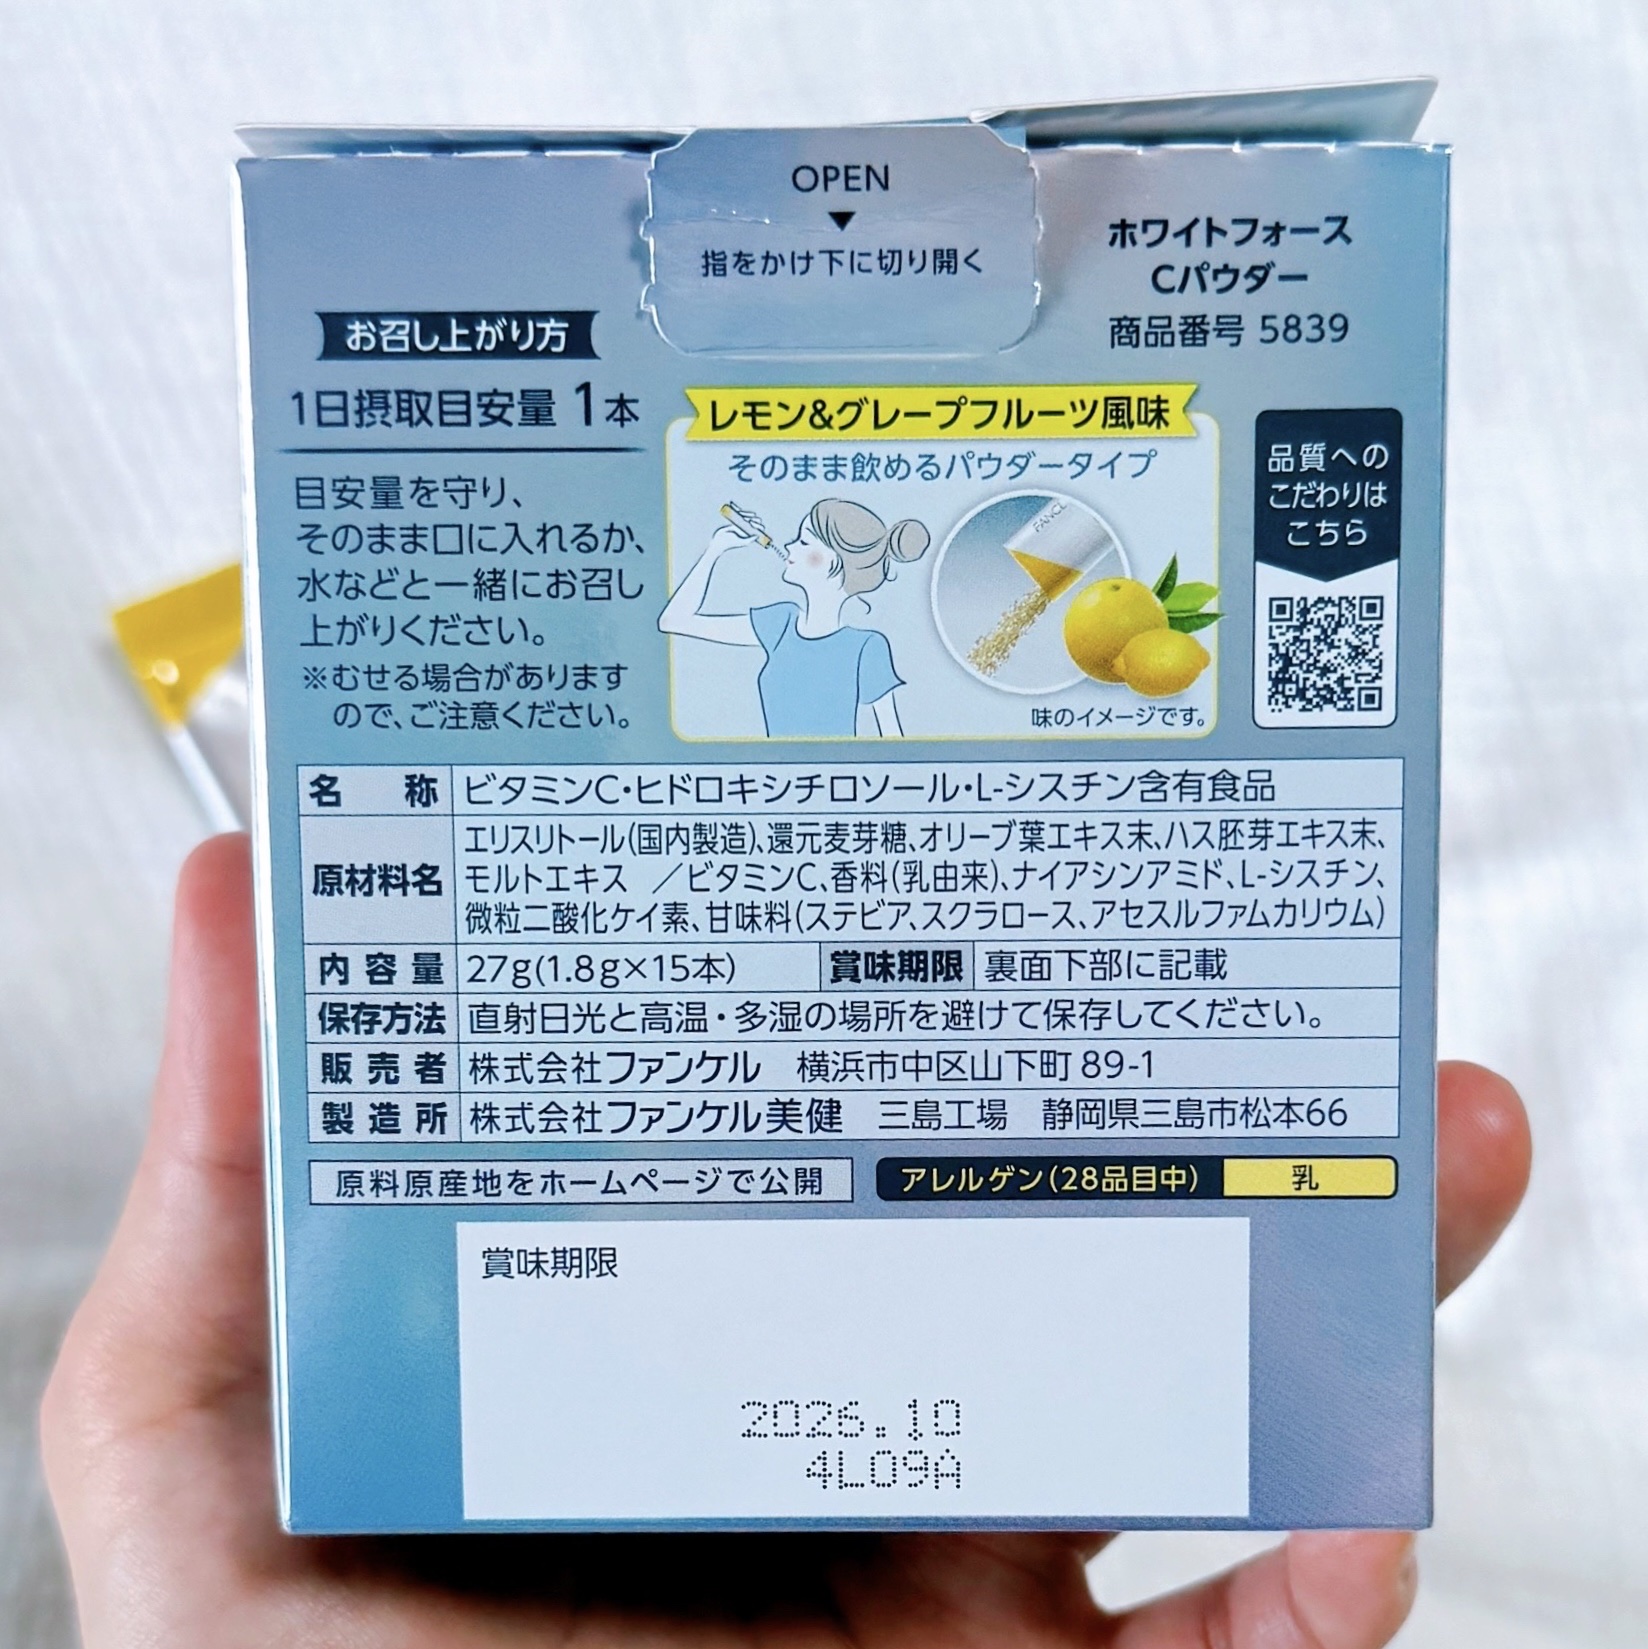 OPEN
▼
指をかけ下に切り開く
ホワイトフォース
Cパウダー
商品番号 5839
お召し上がり方
1日摂取目安量 1本
目安量を守り、
そのまま口に入れるか、
水などと一緒にお召し
上がりください。
※むせる場合があります
ので、ご注意ください。
レモン&グレープフルーツ風味
そのまま飲めるパウダータイプ
FANCL
味のイメージです。
品質への
こだわりは
こちら
名称 ビタミンC・ヒドロキシチロソール・L-シスチン含有食品
原材料名 エリスリトール(国内製造)、還元麦芽糖、オリーブ葉エキス末、ハス胚芽エキス末、
モルトエキス ／ビタミンC、香料(乳由来)、ナイアシンアミド、L-シスチン、
微粒二酸化ケイ素、甘味料(ステビア、スクラロース、アセスルファムカリウム)
内容量 27g(1.8g×15本) 賞味期限 裏面下部に記載
保存方法 直射日光と高温・多湿の場所を避けて保存してください。
販売者 株式会社ファンケル 横浜市中区山下町 89-1
製造所 株式会社ファンケル美健 三島工場 静岡県三島市松本66
原料原産地をホームページで公開
アレルゲン(28品目中) 乳
賞味期限
2026.10
4L09A